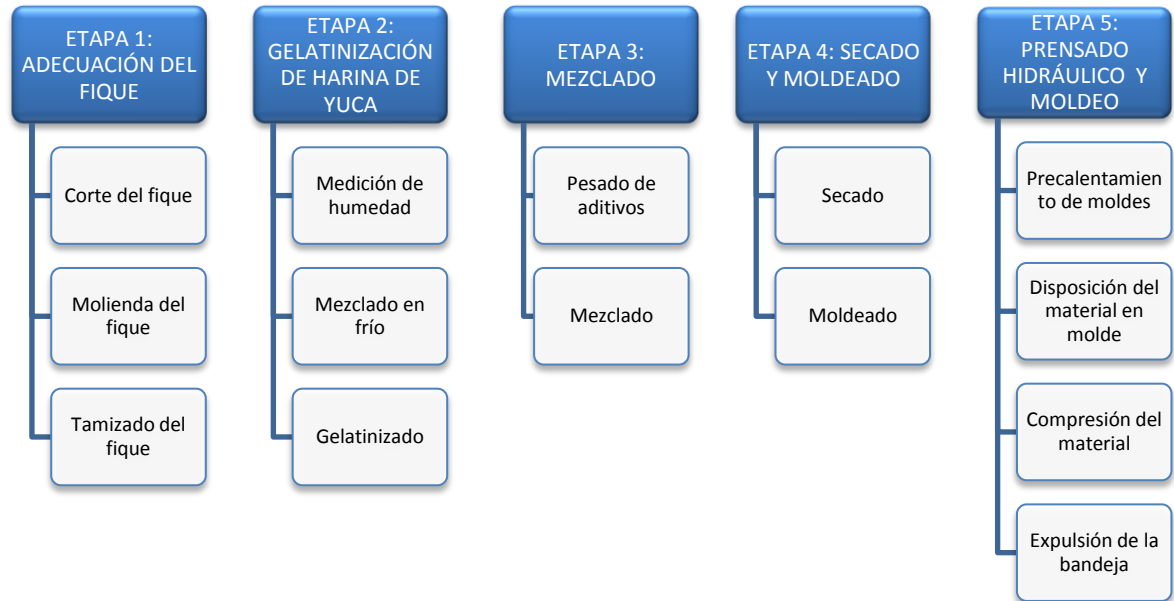 ETAPA 1:
ADECUACIÓN DEL
FIQUE
Corte del fique
Molienda del
fique
Tamizado del
fique
ETAPA 2:
GELATINIZACIÓN
DE HARINA DE
YUCA
Medición de
humedad
Mezclado en
frío
Gelatinizado
ETAPA 3:
MEZCLADO
Pesado de
aditivos
Mezclado
ETAPA 4: SECADO
Y MOLDEADO
Secado
Moldeado
ETAPA 5:
PRENSADO
HIDRÁULICO Y
MOLDEO
Precalentamien
to de moldes
Disposición del
material en
molde
Compresión del
material
Expulsión de la
bandeja